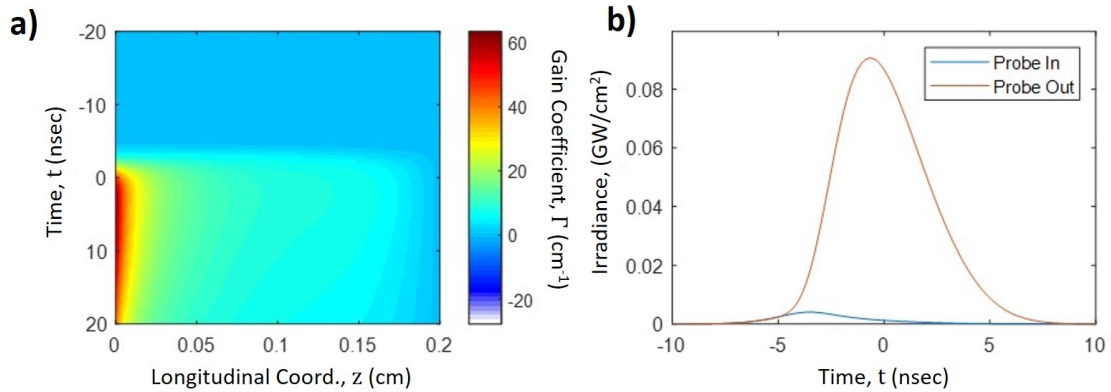 a)
-20
-10
0
10
20
Time, t (nsec)
0
0.05
0.1
0.15
0.2
Longitudinal Coord., z (cm)
60
40
20
0
-20
Gain Coefficient, Γ (cm-1)
b)
0.08
0.06
0.04
0.02
0
Irradiance, (GW/cm2)
Probe In
Probe Out
-10
-5
0
5
10
Time, t (nsec)